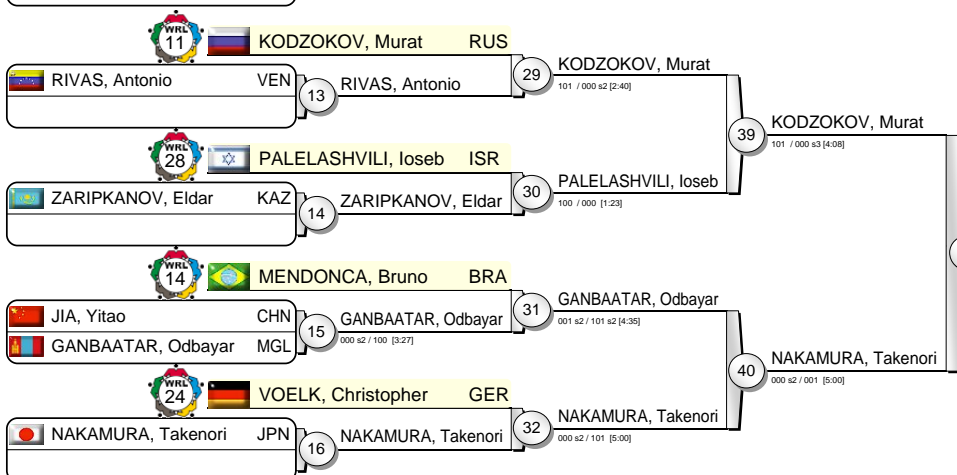 WRL
11
KODZOKOV, Murat RUS
RIVAS, Antonio VEN
13
RIVAS, Antonio
29
KODZOKOV, Murat
101 / 000 s2 [2:40]
WRL
28
PALELASHVILI, Ioseb ISR
ZARIPKANOV, Eldar KAZ
14
ZARIPKANOV, Eldar
30
PALELASHVILI, Ioseb
100 / 000 [1:23]
39
KODZOKOV, Murat
101 / 000 s3 [4:08]
WRL
14
MENDONCA, Bruno BRA
JIA, Yitao CHN
GANBAATAR, Odbayar MGL
15
GANBAATAR, Odbayar
000 s2 / 100 [3:27]
31
GANBAATAR, Odbayar
001 s2 / 101 s2 [4:35]
WRL
24
VOELK, Christopher GER
NAKAMURA, Takenori JPN
16
NAKAMURA, Takenori
32
NAKAMURA, Takenori
000 s2 / 101 [5:00]
40
NAKAMURA, Takenori
000 s2 / 001 [5:00]